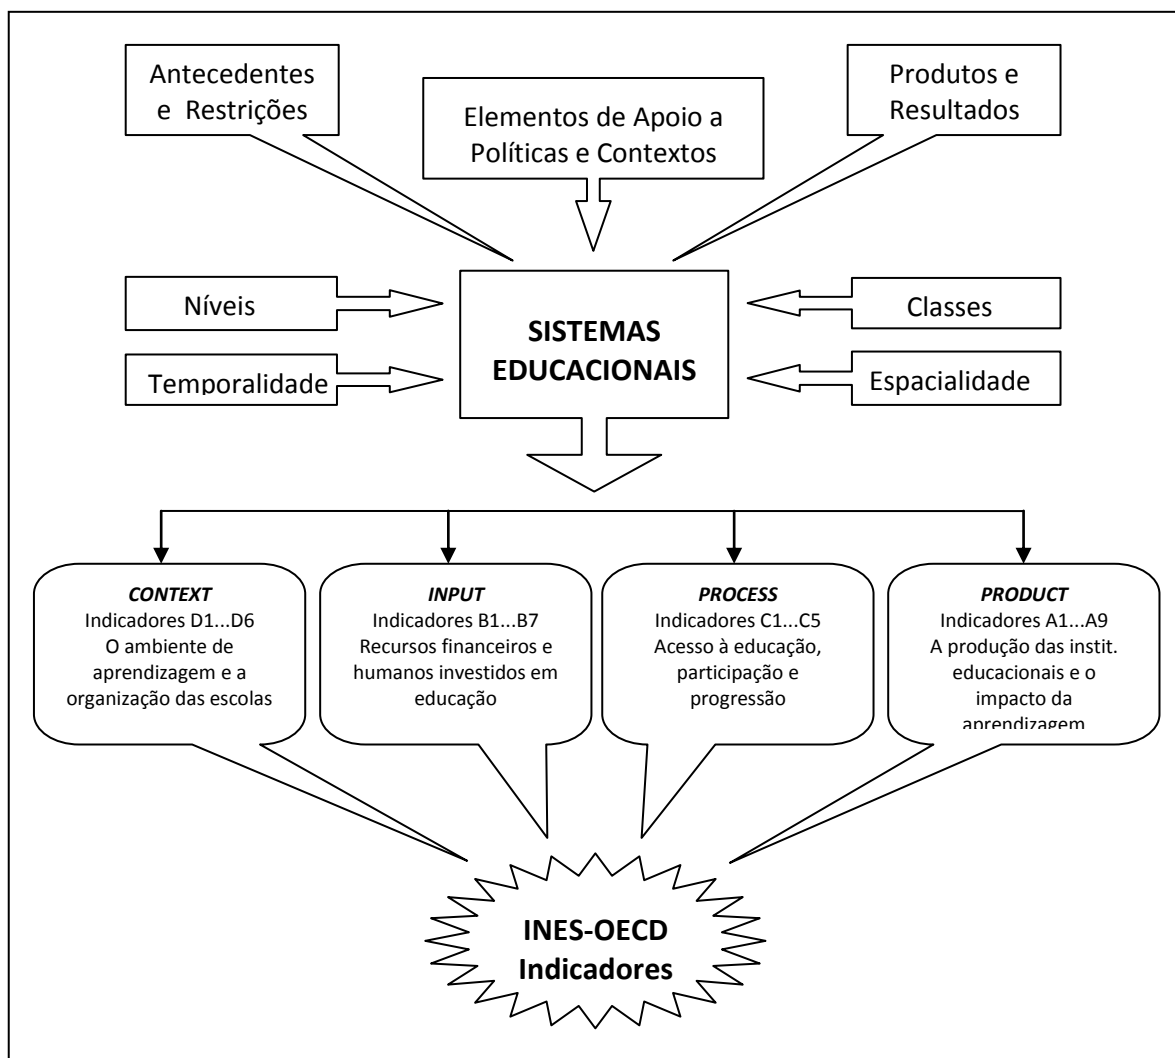 Antecedentes
e Restrições
Elementos de Apoio a
Políticas e Contextos
Produtos e
Resultados
Níveis
Temporalidade
SISTEMAS
EDUCACIONAIS
Classes
Espacialidade
CONTEXT
Indicadores D1...D6
O ambiente de
aprendizagem e a
organização das escolas
INPUT
Indicadores B1...B7
Recursos financeiros e
humanos investidos em
educação
PROCESS
Indicadores C1...C5
Acesso à educação,
participação e
progressão
PRODUCT
Indicadores A1...A9
A produção das instit.
educacionais e o
impacto da
aprendizagem
INES-OECD
Indicadores